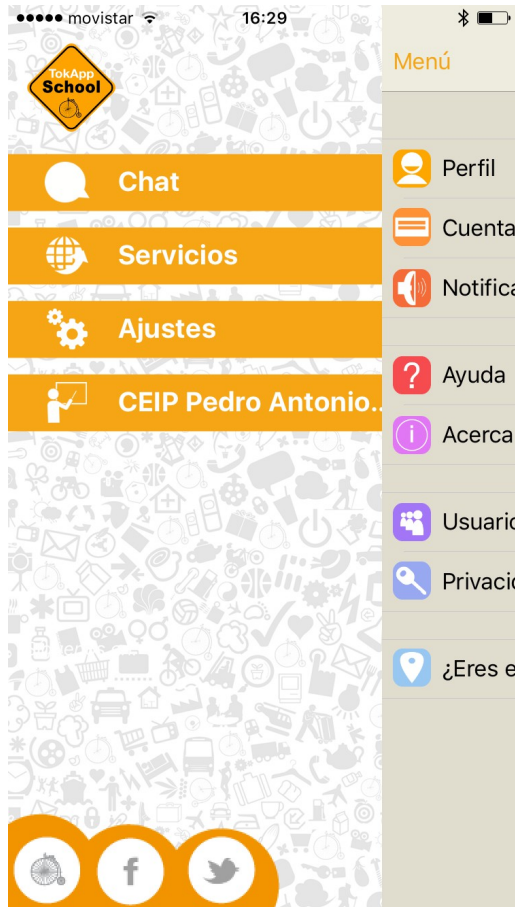 movistar
16:29
TokApp
School
Chat
Servicios
Ajustes
CEIP Pedro Antonio..
Menú
Perfil
Cuenta
Notifica
Ayuda
Acerca
Usuario
Privacio
¿Eres e